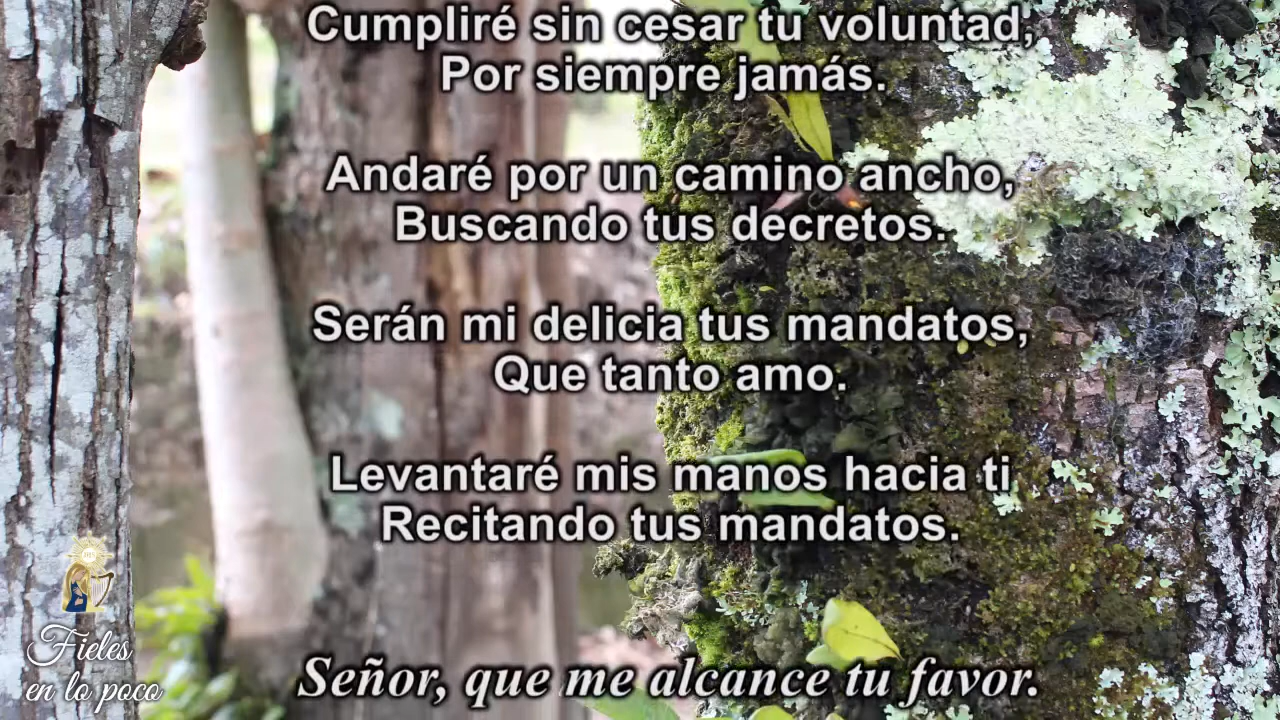 Cumpliré sin cesar tu voluntad,
Por siempre jamás.
Andaré por un camino ancho,
Buscando tus decretos.
Serán mi delicia tus mandatos,
Que tanto amo.
Levantaré mis manos hacia ti
Recitando tus mandatos.
Señor, que me alcance tu favor.
Fieles
en lo poco